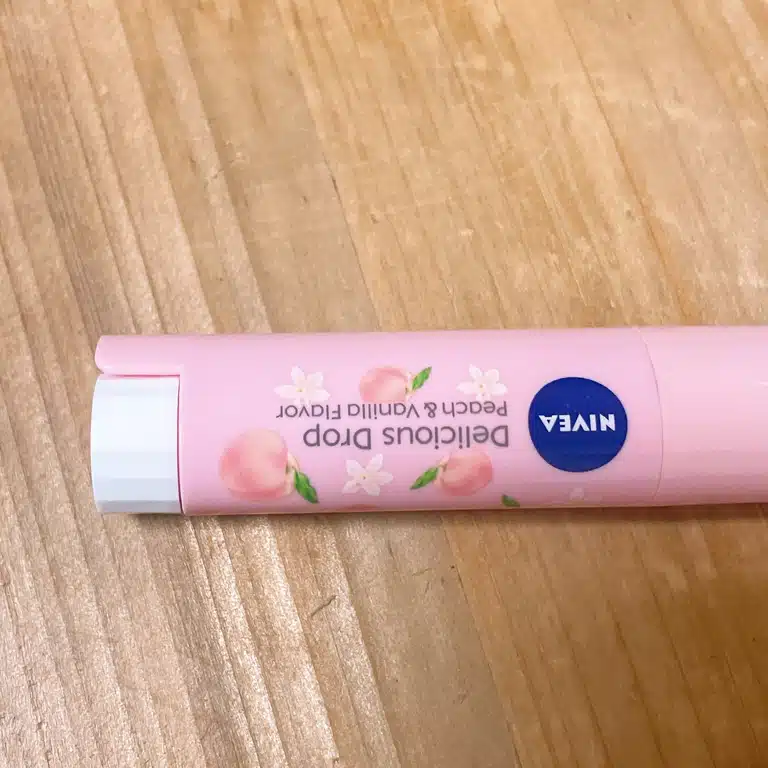 NIVEA
Delicious Drop
Peach & Vanilla Flavor